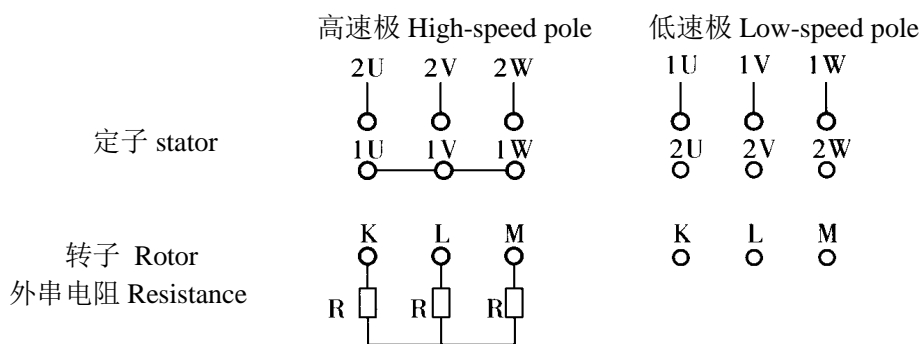 高速极 High-speed pole 低速极 Low-speed pole
2U 2V 2W 1U 1V 1W
定子 stator
1U 1V 1W 2U 2V 2W
K L M K L M
转子 Rotor
外串电阻 Resistance
R R R